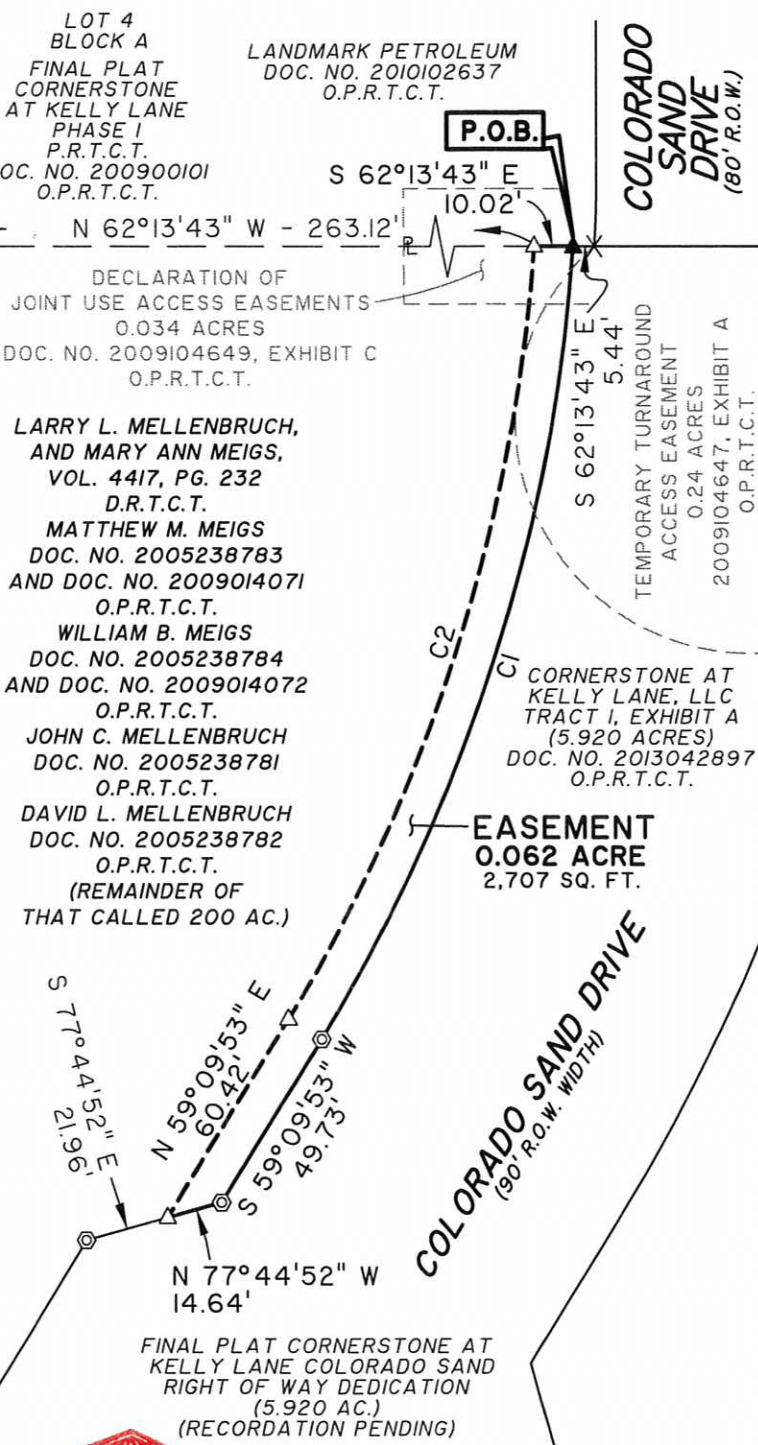 LOT 4
BLOCK A
FINAL PLAT
CORNERSTONE
AT KELLY LANE
PHASE I
P.R.T.C.T.
OC. NO. 200900101
O.P.R.T.C.T.
LANDMARK PETROLEUM
DOC. NO. 2010102637
O.P.R.T.C.T.
COLORADO
SAND
DRIVE
(80' R.O.W.)
P.O.B.
S 62°13'43" E
10.02'
N 62°13'43" W - 263.12'
PL
DECLARATION OF
JOINT USE ACCESS EASEMENTS
0.034 ACRES
DOC. NO. 2009104649, EXHIBIT C
O.P.R.T.C.T.
S 62°13'43" E
5.44'
TEMPORARY TURNAROUND
ACCESS EASEMENT
0.24 ACRES
2009104647, EXHIBIT A
O.P.R.T.C.T.
LARRY L. MELLENBRUCH,
AND MARY ANN MEIGS,
VOL. 4417, PG. 232
D.R.T.C.T.
MATTHEW M. MEIGS
DOC. NO. 2005238783
AND DOC. NO. 2009014071
O.P.R.T.C.T.
WILLIAM B. MEIGS
DOC. NO. 2005238784
AND DOC. NO. 2009014072
O.P.R.T.C.T.
JOHN C. MELLENBRUCH
DOC. NO. 2005238781
O.P.R.T.C.T.
DAVID L. MELLENBRUCH
DOC. NO. 2005238782
O.P.R.T.C.T.
(REMAINDER OF
THAT CALLED 200 AC.)
C2
C1
CORNERSTONE AT
KELLY LANE, LLC
TRACT 1, EXHIBIT A
(5.920 ACRES)
DOC. NO. 2013042897
O.P.R.T.C.T.
EASEMENT
0.062 ACRE
2,707 SQ. FT.
S 77°44'52" E
21.96'
N 59°09'53" E
60.42'
S 59°09'53" W
49.73'
COLORADO SAND DRIVE
(90' R.O.W. WIDTH)
N 77°44'52" W
14.64'
FINAL PLAT CORNERSTONE AT
KELLY LANE COLORADO SAND
RIGHT OF WAY DEDICATION
(5.920 AC.)
(RECORDATION PENDING)